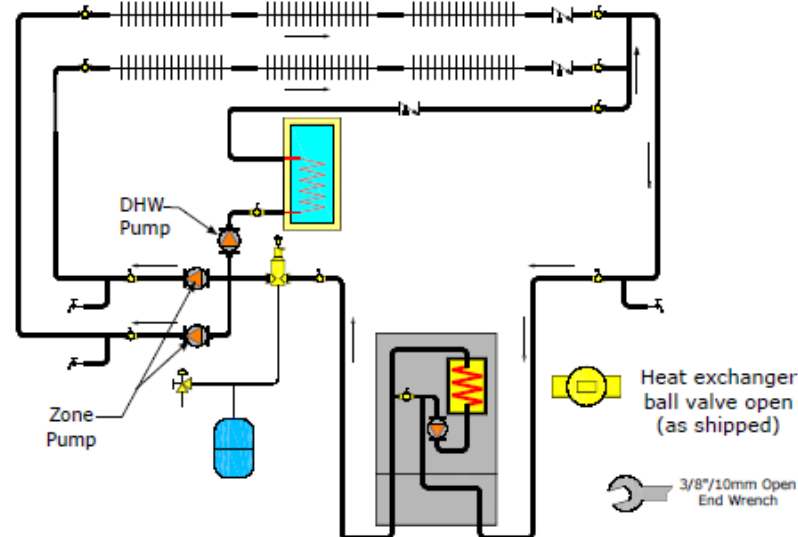 DHW
Pump
Zone
Pump
Heat exchanger
ball valve open
(as shipped)
3/8"/10mm Open
End Wrench